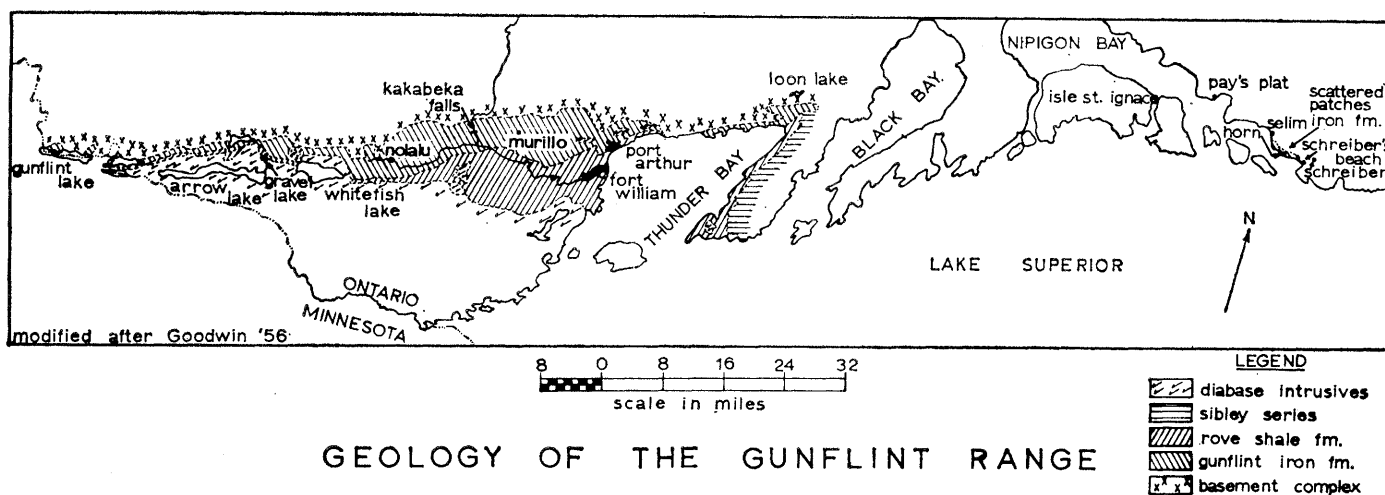 NIPIGON BAY
loon lake
pay's plat
kakabeka
falls
scattered
patches
iron fm.
isle st. ignace
BLACK BAY
selim
horn
murillo
nolalu
port
arthur
schreiber's
beach
schreiber
gunflint
lake
arrow
lake
gravel
lake
whitefish
lake
fort
william
THUNDER BAY
N
LAKE SUPERIOR
ONTARIO
MINNESOTA
modified after Goodwin '56
8 0 8 16 24 32
scale in miles
LEGEND
diabase intrusives
sibley series
rove shale fm.
gunflint iron fm.
x x x basement complex
GEOLOGY OF THE GUNFLINT RANGE